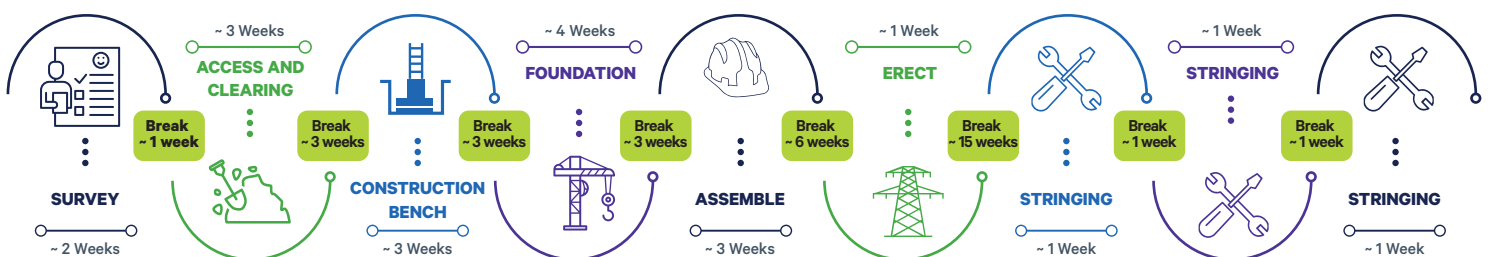 SURVEY
~ 2 Weeks
Break
~ 1 week
~ 3 Weeks
ACCESS AND
CLEARING
Break
~ 3 weeks
CONSTRUCTION
BENCH
~ 3 Weeks
Break
~ 3 weeks
~ 4 Weeks
FOUNDATION
Break
~ 3 weeks
ASSEMBLE
~ 3 Weeks
Break
~ 6 weeks
~ 1 Week
ERECT
Break
~ 15 weeks
STRINGING
~ 1 Week
Break
~ 1 week
~ 1 Week
STRINGING
Break
~ 1 week
STRINGING
~ 1 Week